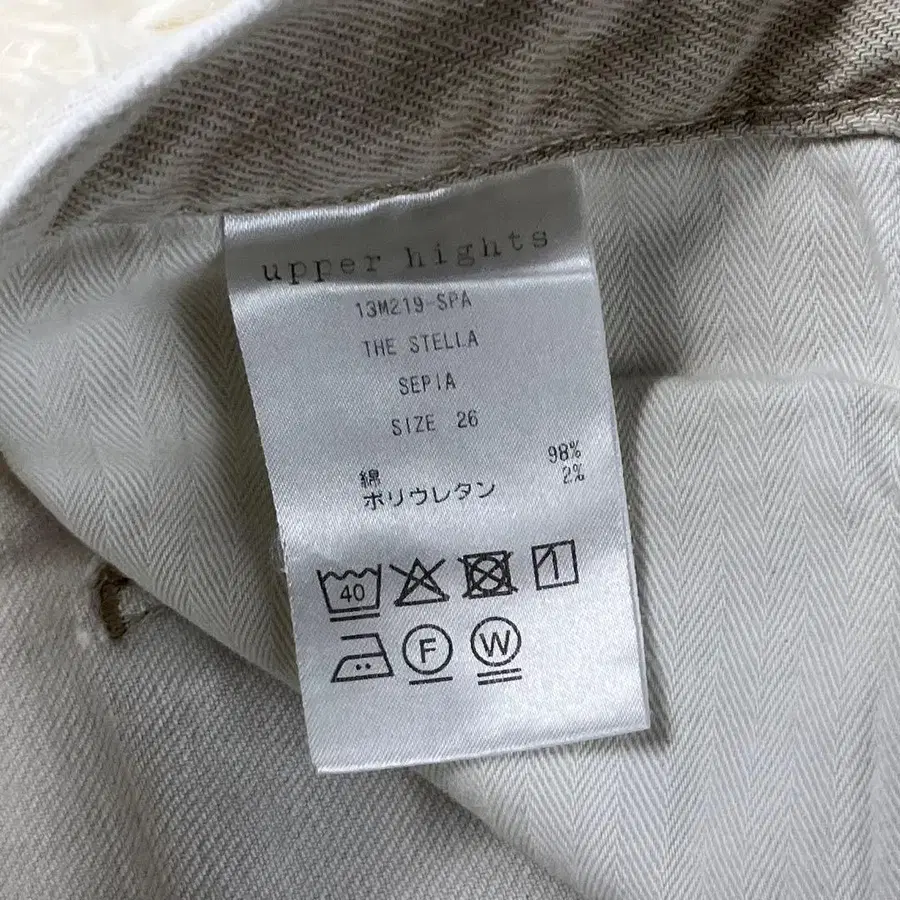 upper hights
13M219-SPA
THE STELLA
SEPIA
SIZE 26
綿 98%
ポリウレタン 2%
40
1
F
W